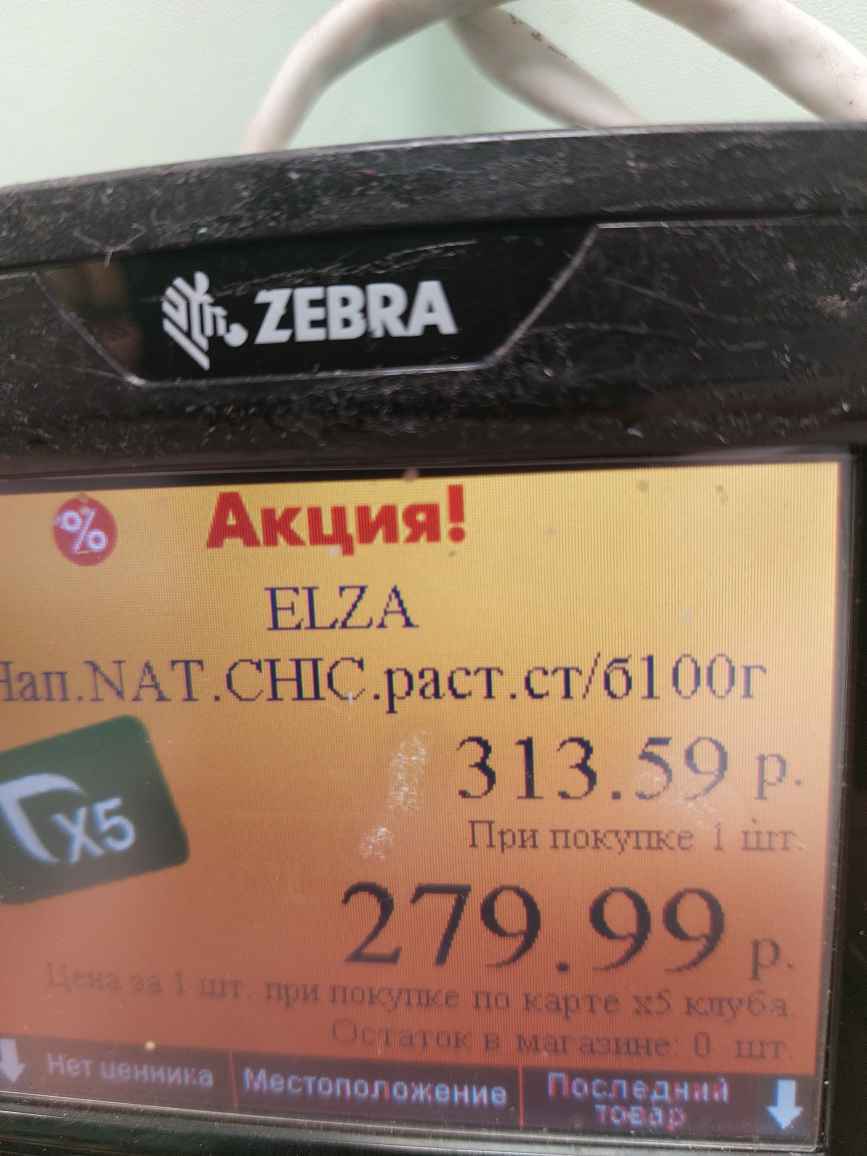 ZEBRA
%
Акция!
ELZA
Нап.NAT.CHIC.раст.ст/б100г
X5
313.59 р.
При покупке 1 шт.
279.99 р.
Цена за 1 шт. при покупке по карте x5 клуба.
Остаток в магазине: 0 шт.
Нет ценника
Местоположение
Последний
товар